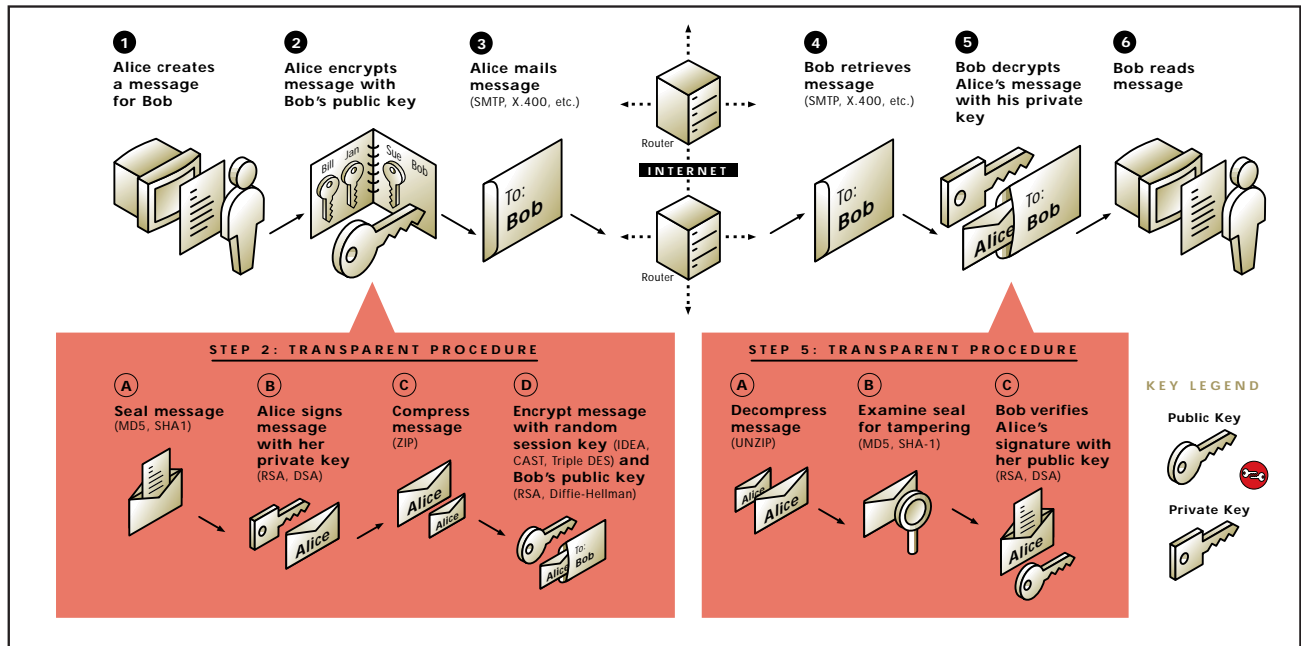 1
Alice creates
a message
for Bob
2
Alice encrypts
message with
Bob's public key
3
Alice mails
message
(SMTP, X.400, etc.)
4
Bob retrieves
message
(SMTP, X.400, etc.)
5
Bob decrypts
Alice's message
with his private
key
6
Bob reads
message
Bill
Jan
Sue
Bob
To:
Bob
Router
INTERNET
Router
To:
Bob
Alice
To:
Bob
STEP 2: TRANSPARENT PROCEDURE
A
Seal message
(MD5, SHA1)
B
Alice signs
message
with her
private key
(RSA, DSA)
Alice
C
Compress
message
(ZIP)
Alice
Alice
D
Encrypt message
with random
session key (IDEA,
CAST, Triple DES) and
Bob's public key
(RSA, Diffie-Hellman)
Alice
To:
Bob
STEP 5: TRANSPARENT PROCEDURE
A
Decompress
message
(UNZIP)
Alice
Alice
B
Examine seal
for tampering
(MD5, SHA-1)
C
Bob verifies
Alice's
signature with
her public key
(RSA, DSA)
Alice
KEY LEGEND
Public Key
Private Key